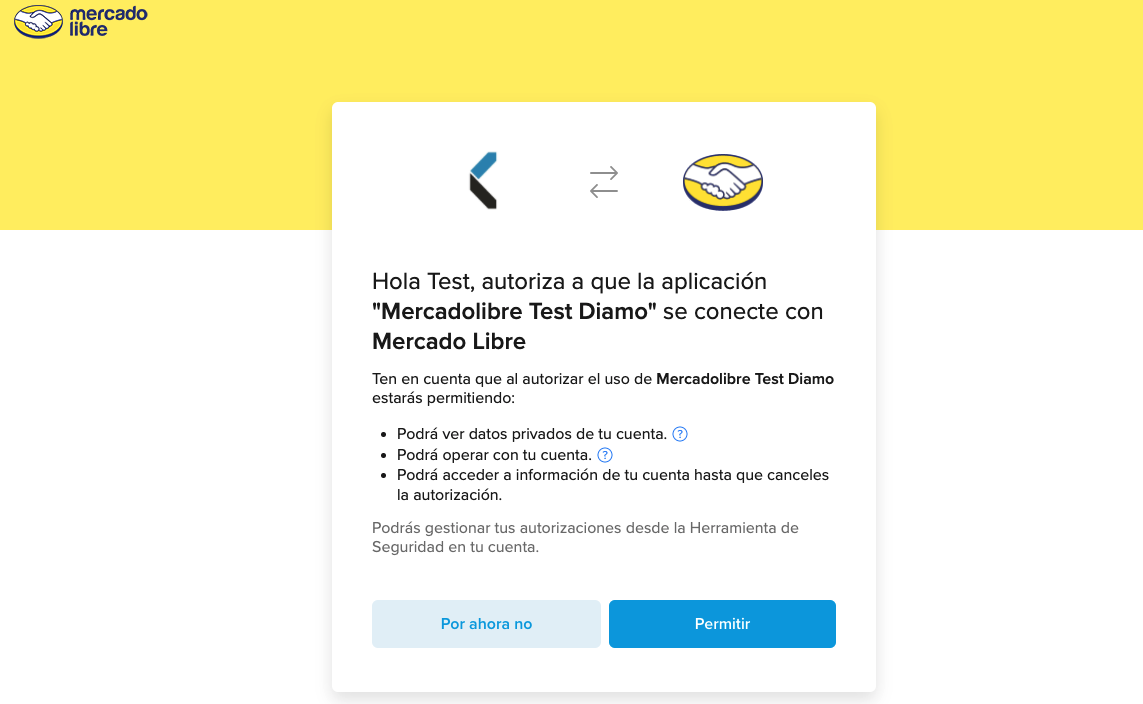 mercado
libre
Hola Test, autoriza a que la aplicación
"Mercadolibre Test Diamo" se conecte con
Mercado Libre
Ten en cuenta que al autorizar el uso de Mercadolibre Test Diamo
estarás permitiendo:
• Podrá ver datos privados de tu cuenta. ?
• Podrá operar con tu cuenta. ?
• Podrá acceder a información de tu cuenta hasta que canceles
la autorización.
Podrás gestionar tus autorizaciones desde la Herramienta de
Seguridad en tu cuenta.
Por ahora no
Permitir